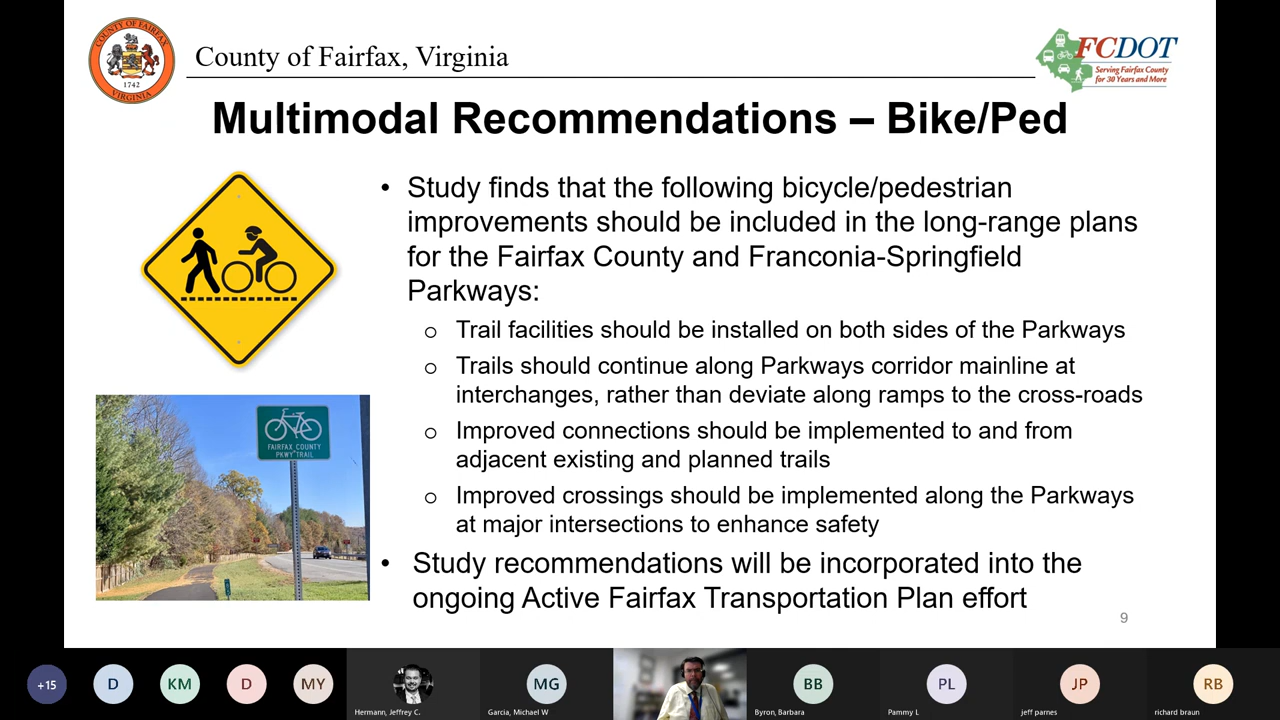 COUNTY OF FAIRFAX
1742
VIRGINIA
County of Fairfax, Virginia
FCDOT
Serving Fairfax County
for 30 Years and More
Multimodal Recommendations – Bike/Ped
• Study finds that the following bicycle/pedestrian
improvements should be included in the long-range plans
for the Fairfax County and Franconia-Springfield
Parkways:
o Trail facilities should be installed on both sides of the Parkways
o Trails should continue along Parkways corridor mainline at
interchanges, rather than deviate along ramps to the cross-roads
o Improved connections should be implemented to and from
adjacent existing and planned trails
o Improved crossings should be implemented along the Parkways
at major intersections to enhance safety
• Study recommendations will be incorporated into the
ongoing Active Fairfax Transportation Plan effort
FAIRFAX COUNTY
PKWY TRAIL
9
+15
D
KM
D
MY
Hermann, Jeffrey C.
MG
Garcia, Michael W
BB
Byron, Barbara
PL
Pammy L
JP
jeff parnes
RB
richard braun